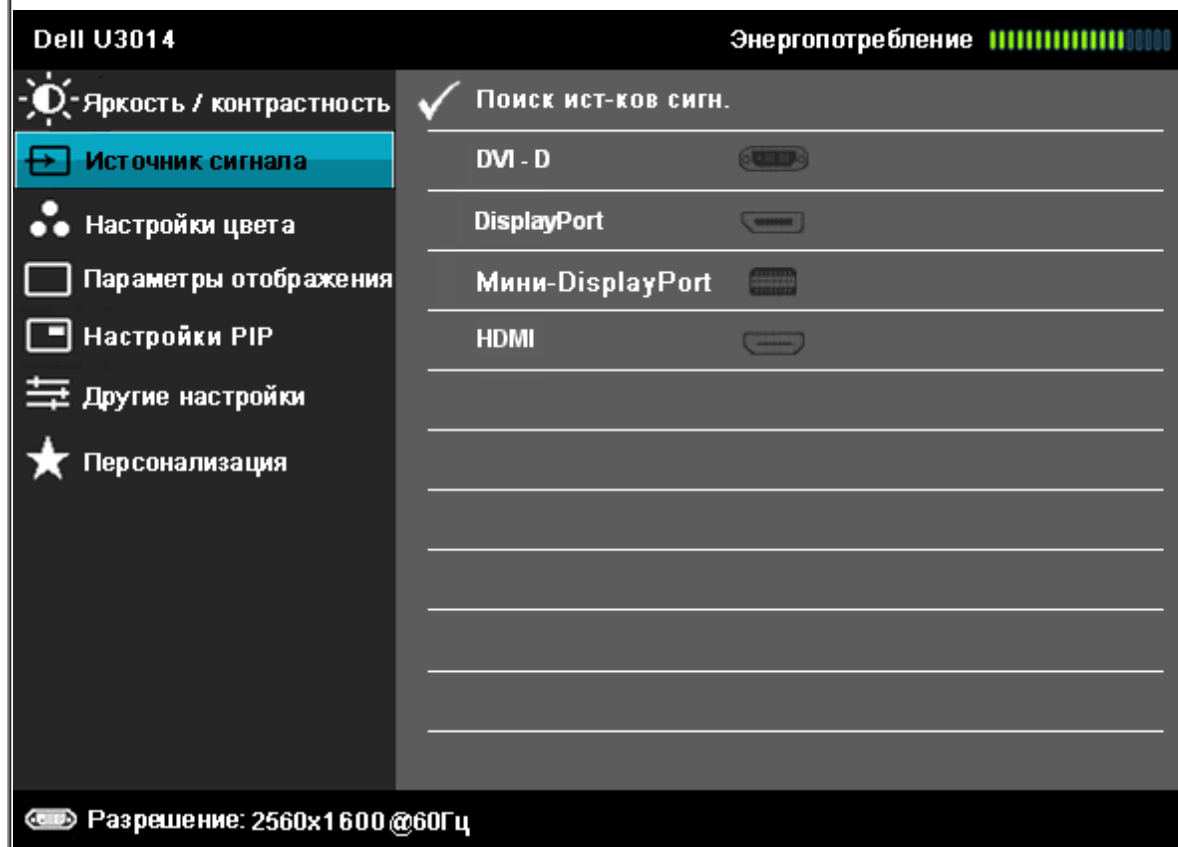 Dell U3014
Энергопотребление
Яркость / контрастность
Поиск ист-ков сигн.
Источник сигнала
DVI - D
Настройки цвета
DisplayPort
Параметры отображения
Мини-DisplayPort
Настройки PIP
HDMI
Другие настройки
Персонализация
Разрешение: 2560x1600 @60Гц